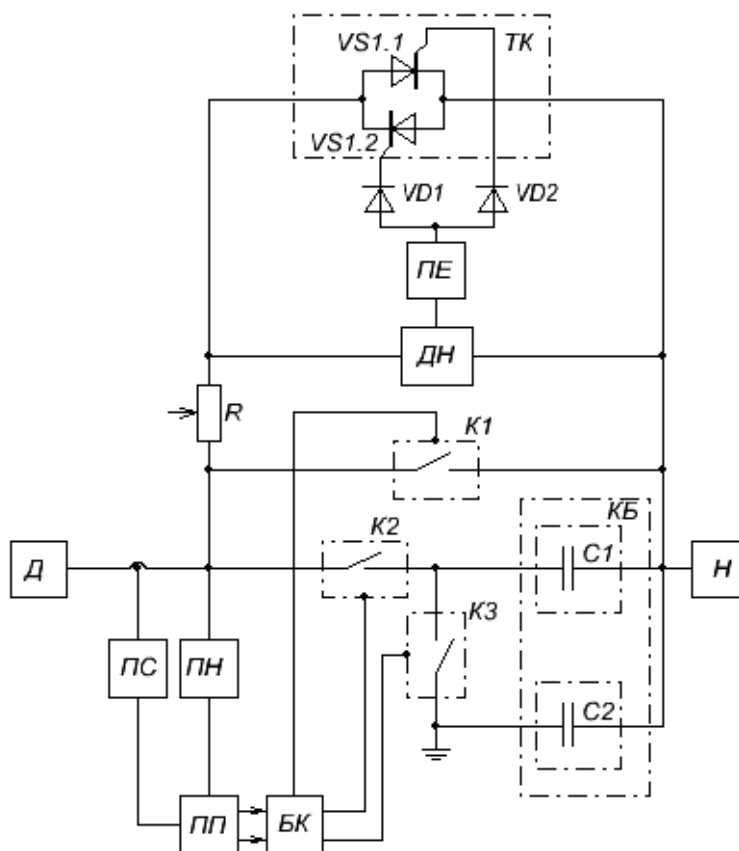 VS1.1
ТК
VS1.2
VD1
VD2
ПЕ
ДН
R
К1
КБ
К2
С1
Д
Н
К3
ПС
ПН
С2
ПП
БК